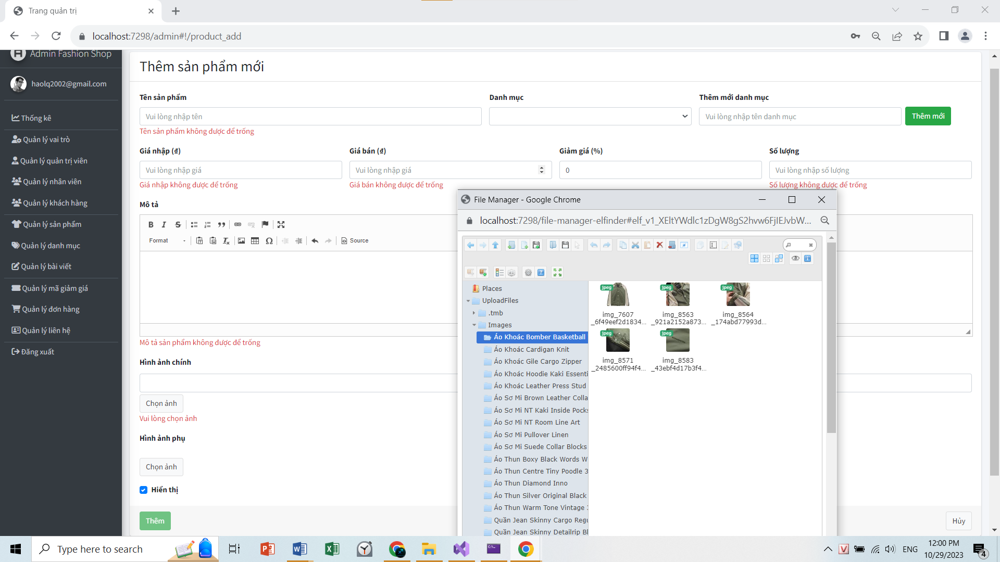 Trang quản trị
localhost:7298/admin#!/product_add
Admin Fashion Shop
haolq2002@gmail.com
Thống kê
Quản lý vai trò
Quản lý quản trị viên
Quản lý nhân viên
Quản lý khách hàng
Quản lý sản phẩm
Quản lý danh mục
Quản lý bài viết
Quản lý mã giảm giá
Quản lý đơn hàng
Quản lý liên hệ
Đăng xuất
Thêm sản phẩm mới
Tên sản phẩm
Danh mục
Thêm mới danh mục
Vui lòng nhập tên
Vui lòng nhập tên danh mục
Thêm mới
Tên sản phẩm không được để trống
Giá nhập (₫)
Giá bán (₫)
Giảm giá (%)
Số lượng
Vui lòng nhập giá
Vui lòng nhập giá
0
Vui lòng nhập số lượng
Giá nhập không được để trống
Giá bán không được để trống
Số lượng không được để trống
Mô tả
Format
Source
Mô tả sản phẩm không được để trống
Hình ảnh chính
Chọn ảnh
Vui lòng chọn ảnh
Hình ảnh phụ
Chọn ảnh
Hiển thị
Thêm
Hủy
File Manager - Google Chrome
localhost:7298/file-manager-elfinder#elf_v1_XEltYWdlc1zDgW8gS2hvw6FjIEJvbW...
Places
UploadFiles
.tmb
Images
Áo Khoác Bomber Basketball
Áo Khoác Cardigan Knit
Áo Khoác Gile Cargo Zipper
Áo Khoác Hoodie Kaki Essenti
Áo Khoác Leather Press Stud
Áo Sơ Mi Brown Leather Colla
Áo Sơ Mi NT Kaki Inside Pocks
Áo Sơ Mi NT Room Line Art
Áo Sơ Mi Pullover Linen
Áo Sơ Mi Suede Collar Blocks
Áo Thun Boxy Black Words W
Áo Thun Centre Tiny Poodle 3
Áo Thun Diamond Inno
Áo Thun Silver Original Black
Áo Thun Warm Tone Vintage
Quần Jean Skinny Cargo Regu
Quần Jean Skinny Detailrip Bl
jpeg
jpeg
jpeg
img_7607
_6f49eef2d1834...
img_8563
_921a2152a873...
img_8564
_174abd77993d...
jpeg
jpeg
img_8571
_2485600ff94f4...
img_8583
_43ebf4d17b3f4...
Type here to search
ENG
12:00 PM
10/29/2023
4